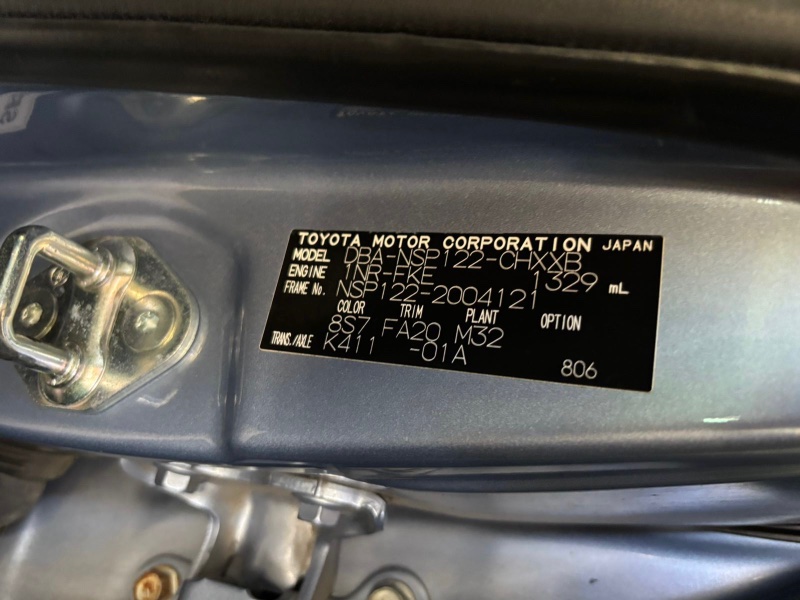 TOYOTA MOTOR CORPORATION JAPAN
MODEL DBA-NSP122-CHXXB
ENGINE 1NR-FKE 1329 mL
FRAME No. NSP122-2004121
COLOR TRIM PLANT OPTION
8S7 FA20 M32
TRANS./AXLE K411 -01A
806